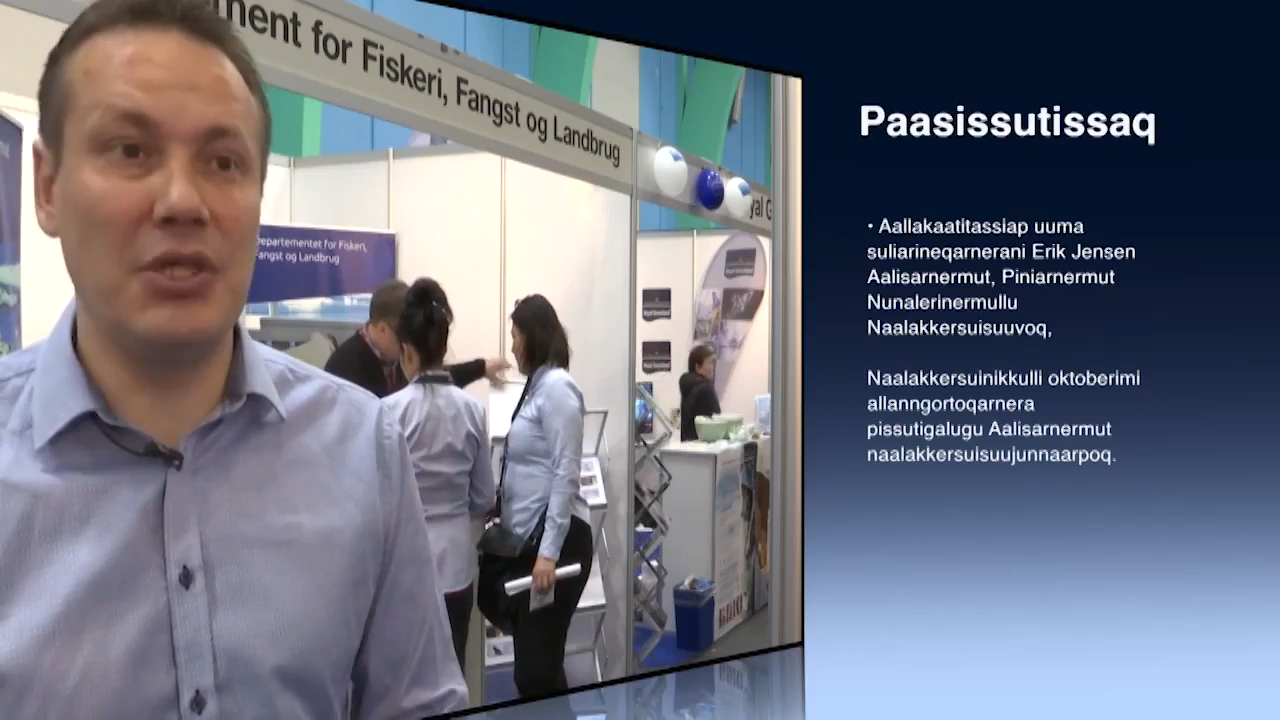 ment for Fiskeri, Fangst og Landbrug
Departementet for Fiskeri,
Fangst og Landbrug
Paasissutissaq
• Aallakaatitassiap uuma
suliarineqarnerani Erik Jensen
Aalisarnermut, Piniarnermut
Nunalerinermullu
Naalakkersuisuuvoq,
Naalakkersuinikkulli oktoberimi
allanngortoqarnera
pissutigalugu Aalisarnermut
naalakkersuisuujunnaarpoq.